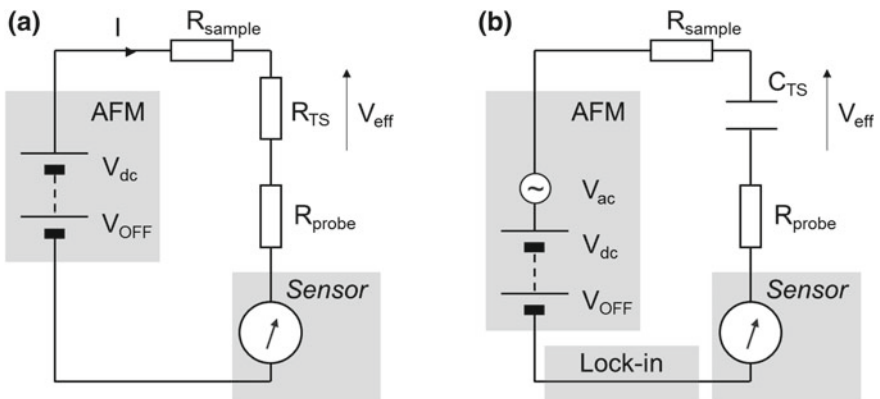 (a)
I
R_sample
AFM
R_TS
V_eff
V_dc
V_OFF
R_probe
Sensor
(b)
R_sample
C_TS
AFM
V_eff
V_ac
~
R_probe
V_dc
V_OFF
Sensor
Lock-in